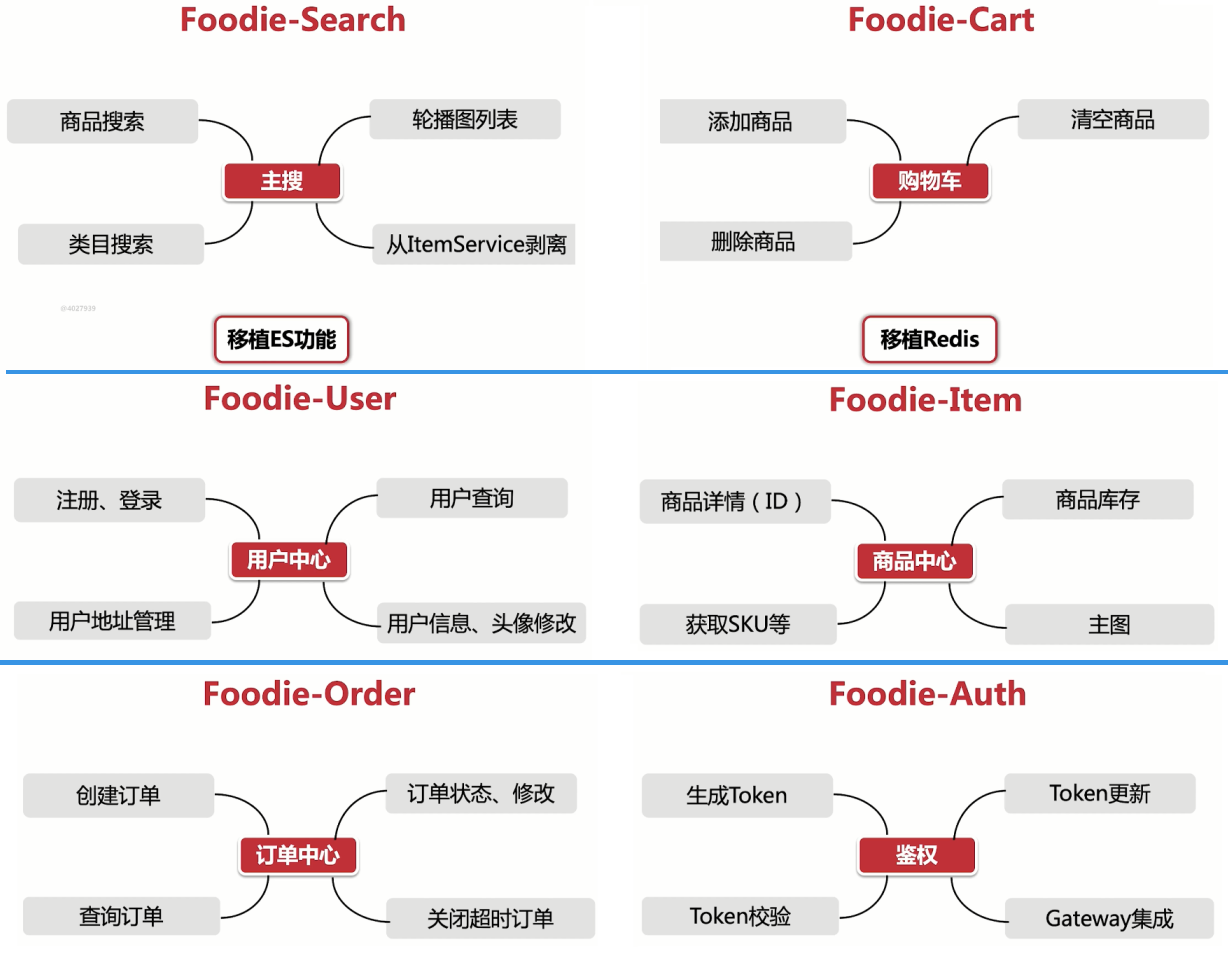 Foodie-Search
Foodie-Cart
商品搜索
轮播图列表
主搜
类目搜索
从ItemService剥离
@4027939
移植ES功能
添加商品
清空商品
购物车
删除商品
移植Redis
Foodie-User
Foodie-Item
注册、登录
用户查询
用户中心
用户地址管理
用户信息、头像修改
商品详情（ID）
商品库存
商品中心
获取SKU等
主图
Foodie-Order
Foodie-Auth
创建订单
订单状态、修改
订单中心
查询订单
关闭超时订单
生成Token
Token更新
鉴权
Token校验
Gateway集成